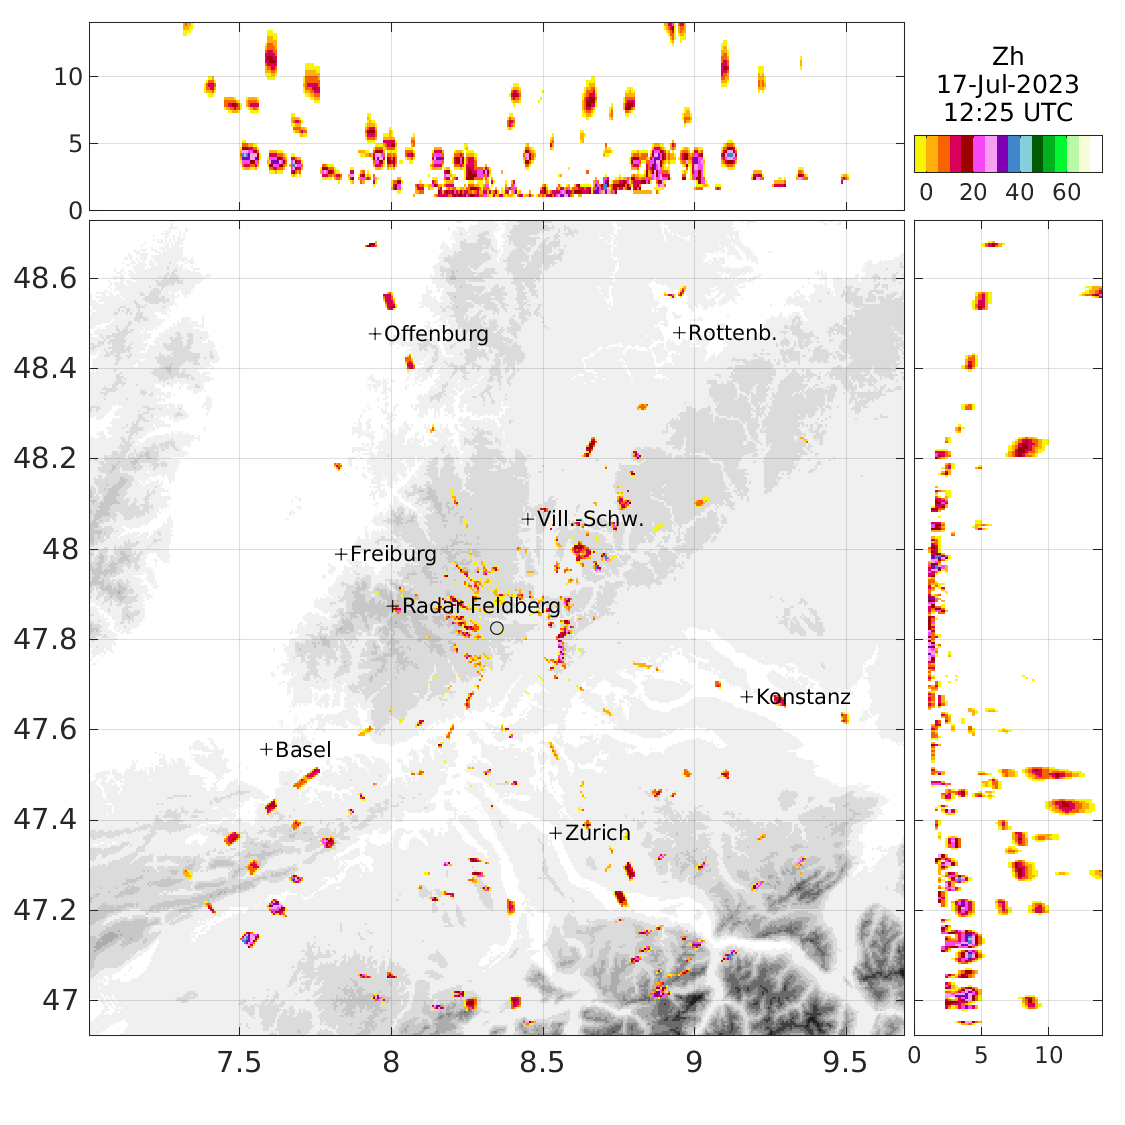 10
5
0
Zh
17-Jul-2023
12:25 UTC
0 20 40 60
48.6
48.4
48.2
48
47.8
47.6
47.4
47.2
47
+Offenburg
+Rottenb.
+Vill.-Schw.
+Freiburg
+Radar Feldberg
+Konstanz
+Basel
+Zürich
7.5 8 8.5 9 9.5
0 5 10